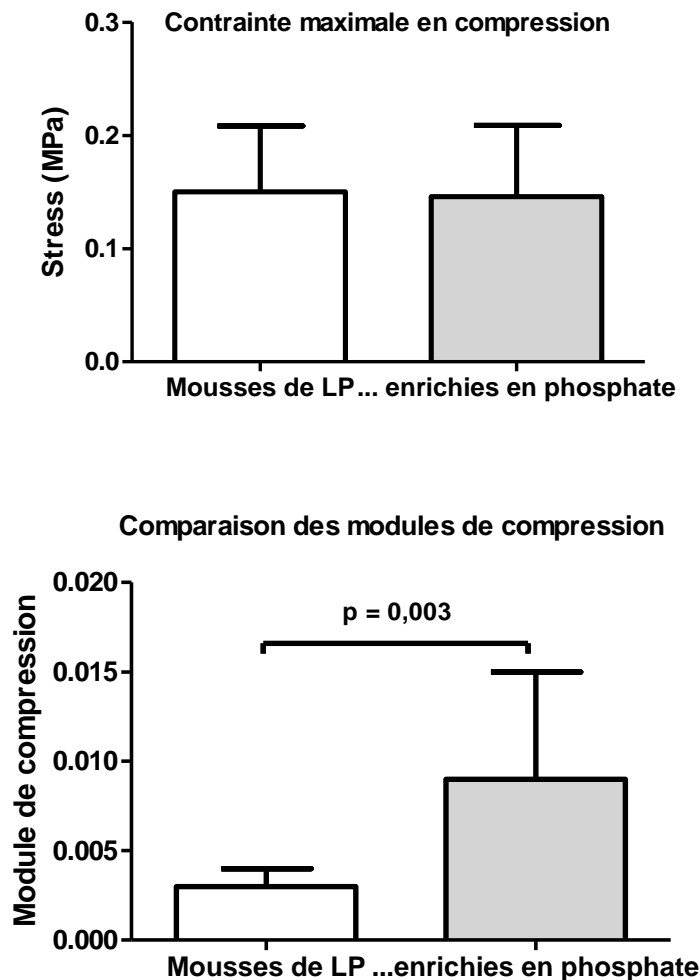 Contrainte maximale en compression
0.3
0.2
0.1
0.0
Stress (MPa)
Mousses de LP... enrichies en phosphate
Comparaison des modules de compression
0.020
0.015
0.010
0.005
0.000
Module de compression
p = 0,003
Mousses de LP ...enrichies en phosphate